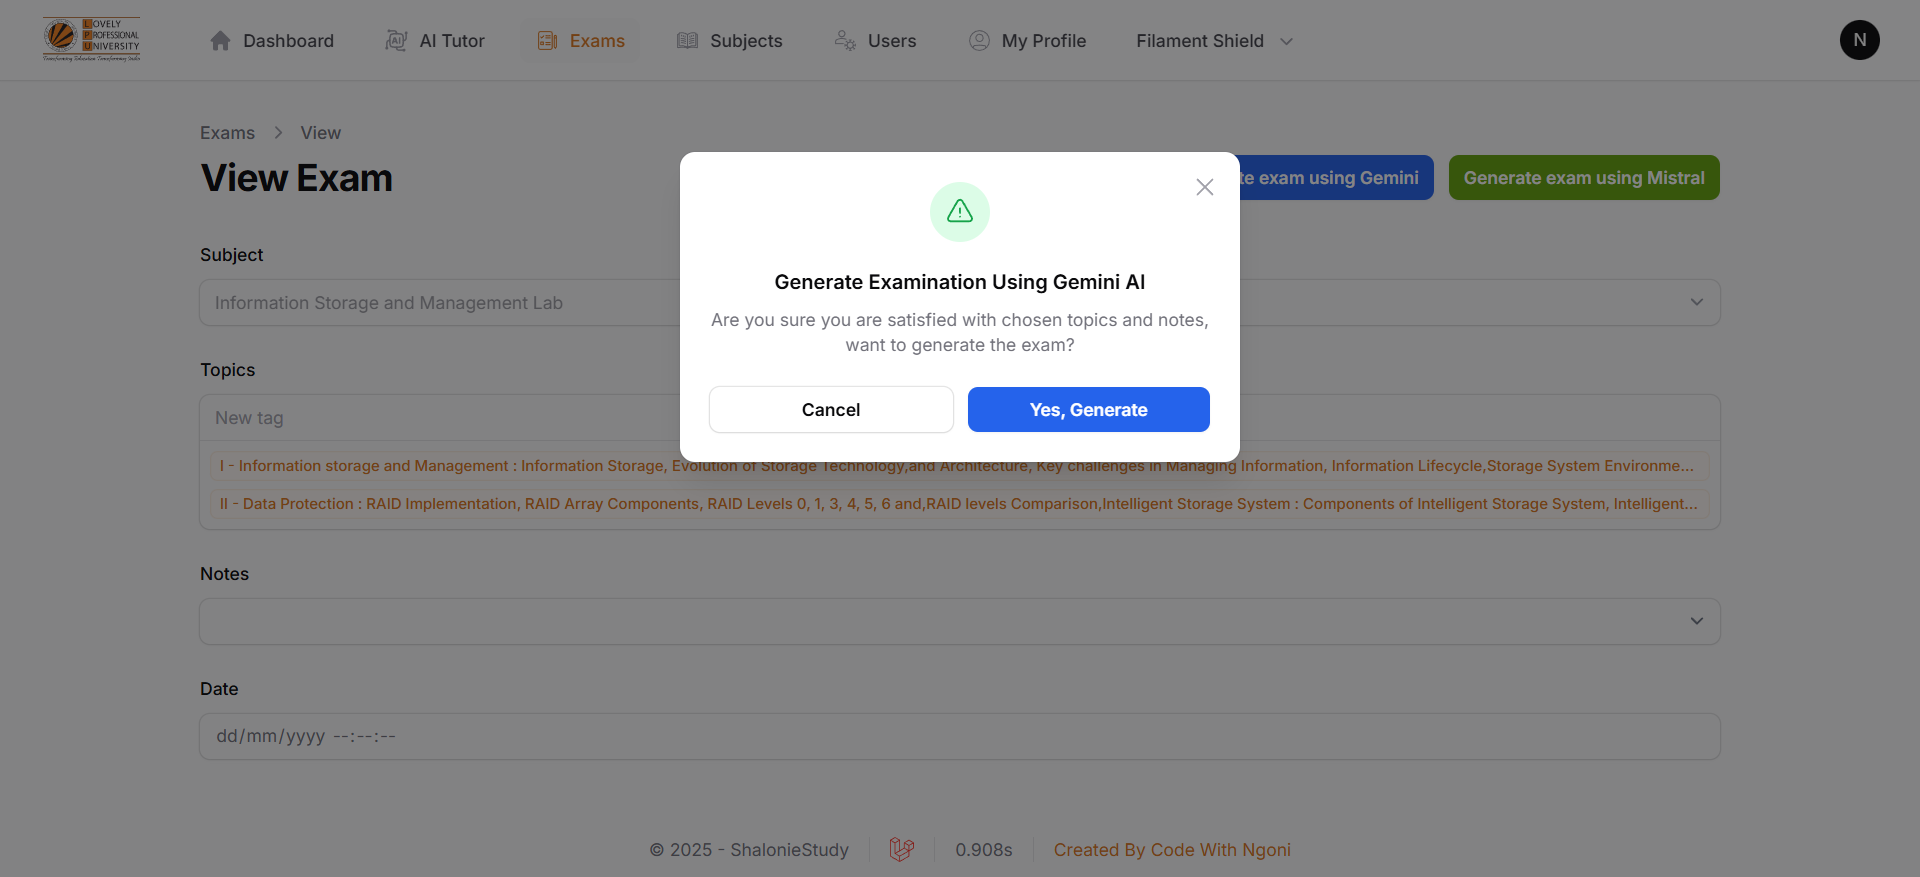 LOVELY
PROFESSIONAL
UNIVERSITY
Transforming Education Transforming India
Dashboard
AI Tutor
Exams
Subjects
Users
My Profile
Filament Shield
N
Exams > View
View Exam
te exam using Gemini
Generate exam using Mistral
Generate Examination Using Gemini AI
Are you sure you are satisfied with chosen topics and notes,
want to generate the exam?
Cancel
Yes, Generate
Subject
Information Storage and Management Lab
Topics
New tag
I - Information storage and Management : Information Storage, Evolution of Storage Technology,and Architecture, Key challenges in Managing Information, Information Lifecycle,Storage System Environme...
II - Data Protection : RAID Implementation, RAID Array Components, RAID Levels 0, 1, 3, 4, 5, 6 and,RAID levels Comparison,Intelligent Storage System : Components of Intelligent Storage System, Intelligent...
Notes
Date
dd/mm/yyyy --:--:--
© 2025 - ShalonieStudy
0.908s
Created By Code With Ngoni